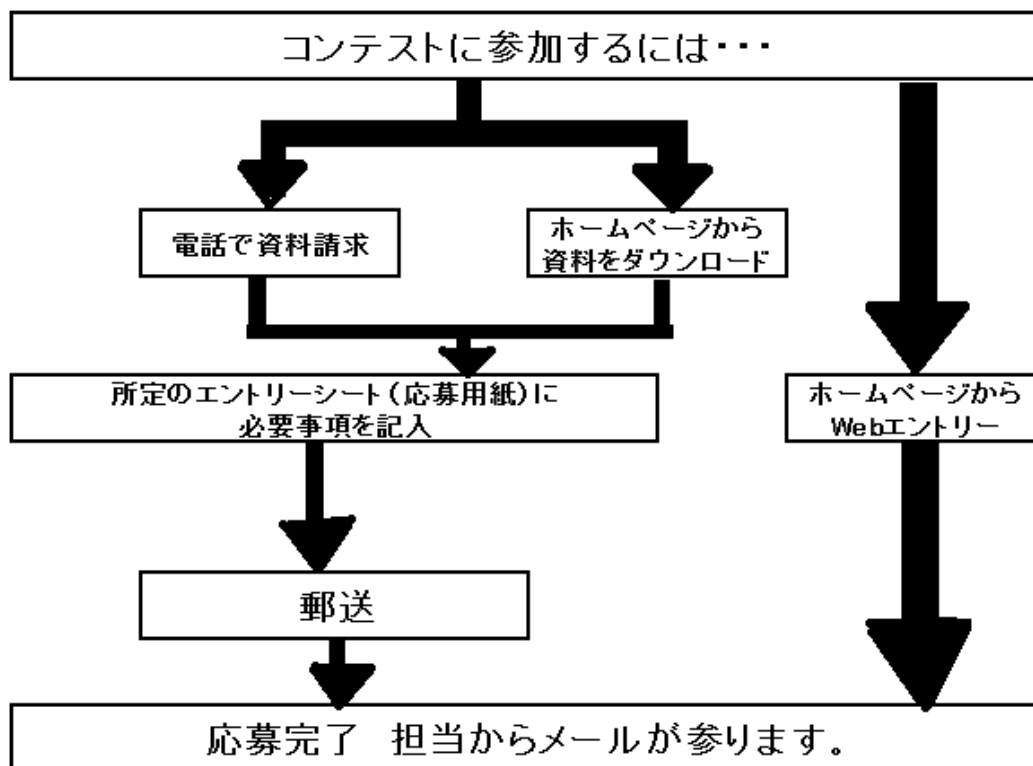 コンテストに参加するには・・・
電話で資料請求
ホームページから
資料をダウンロード
所定のエントリーシート(応募用紙)に
必要事項を記入
ホームページから
Webエントリー
郵送
応募完了　担当からメールが参ります。